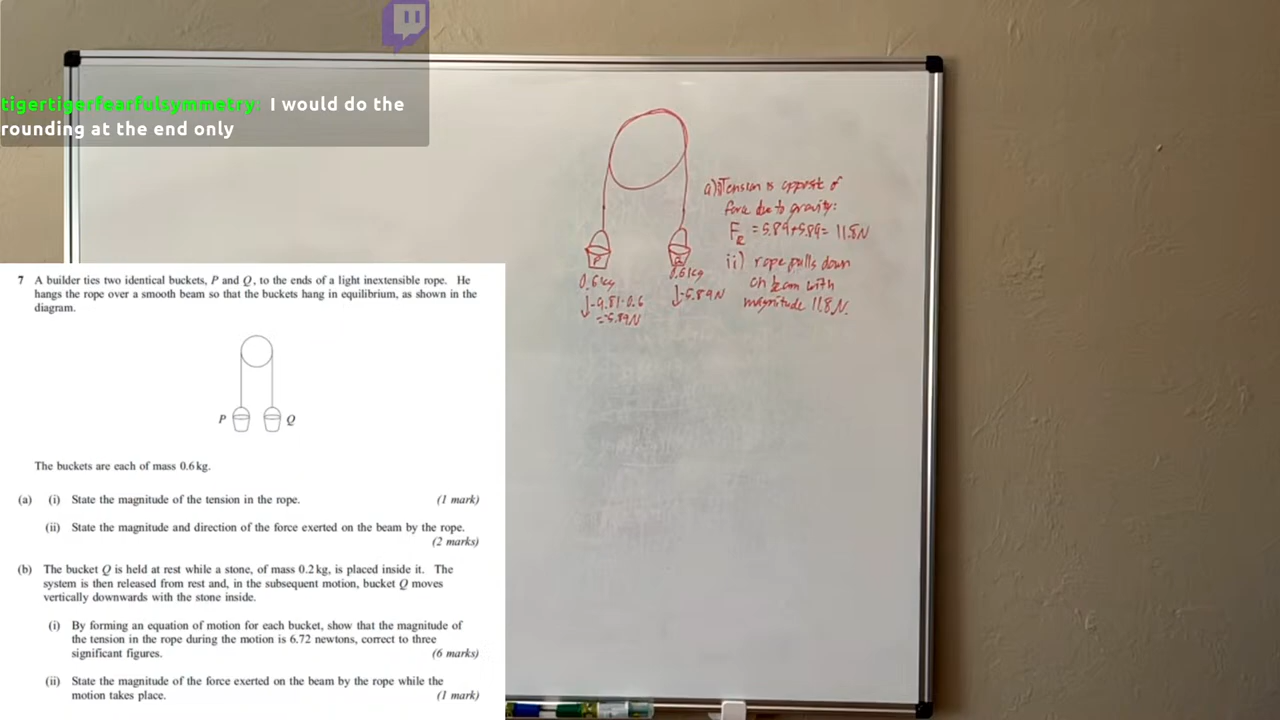 tigertigerfearfulsymmetry: I would do the
rounding at the end only
7 A builder ties two identical buckets, P and Q, to the ends of a light inextensible rope. He
hangs the rope over a smooth beam so that the buckets hang in equilibrium, as shown in the
diagram.
P Q
The buckets are each of mass 0.6 kg.
(a) (i) State the magnitude of the tension in the rope. (1 mark)
(ii) State the magnitude and direction of the force exerted on the beam by the rope.
(2 marks)
(b) The bucket Q is held at rest while a stone, of mass 0.2 kg, is placed inside it. The
system is then released from rest and, in the subsequent motion, bucket Q moves
vertically downwards with the stone inside.
(i) By forming an equation of motion for each bucket, show that the magnitude of
the tension in the rope during the motion is 6.72 newtons, correct to three
significant figures. (6 marks)
(ii) State the magnitude of the force exerted on the beam by the rope while the
motion takes place. (1 mark)
P
0.6kg
↓-9.81·0.6
=-5.89N
Q
0.6kg
↓-5.89N
a)i)Tension is opposite of
force due to gravity:
= 5.89+5.89= 11.8N
ii) rope pulls down
on beam with
magnitude 11.8N.